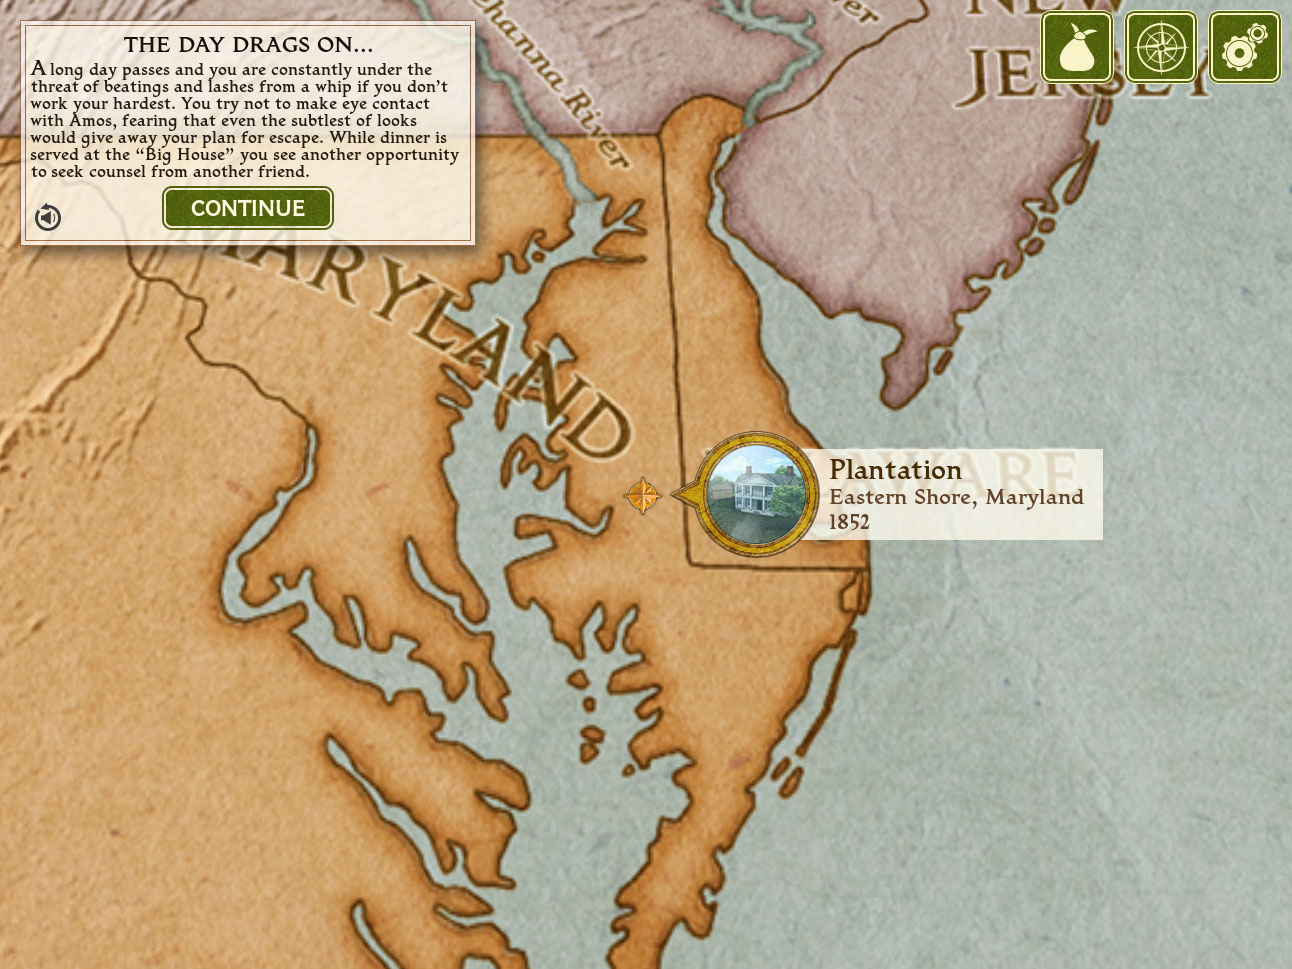 THE DAY DRAGS ON...
A long day passes and you are constantly under the
threat of beatings and lashes from a whip if you don't
work your hardest. You try not to make eye contact
with Amos, fearing that even the subtlest of looks
would give away your plan for escape. While dinner is
served at the “Big House” you see another opportunity
to seek counsel from another friend.
CONTINUE
hanna River
NEW
JERSEY
MARYLAND
AWARE
Plantation
Eastern Shore, Maryland
1852